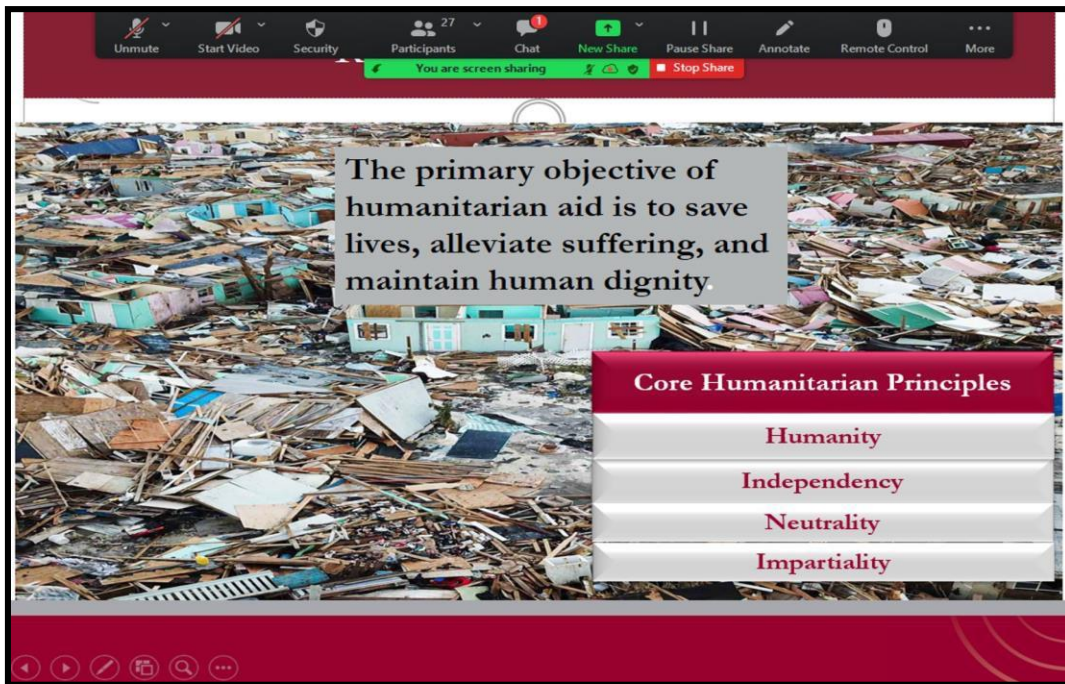 27
1
Unmute
Start Video
Security
Participants
Chat
New Share
Pause Share
Annotate
Remote Control
More
You are screen sharing
Stop Share
The primary objective of
humanitarian aid is to save
lives, alleviate suffering, and
maintain human dignity.
Core Humanitarian Principles
Humanity
Independency
Neutrality
Impartiality